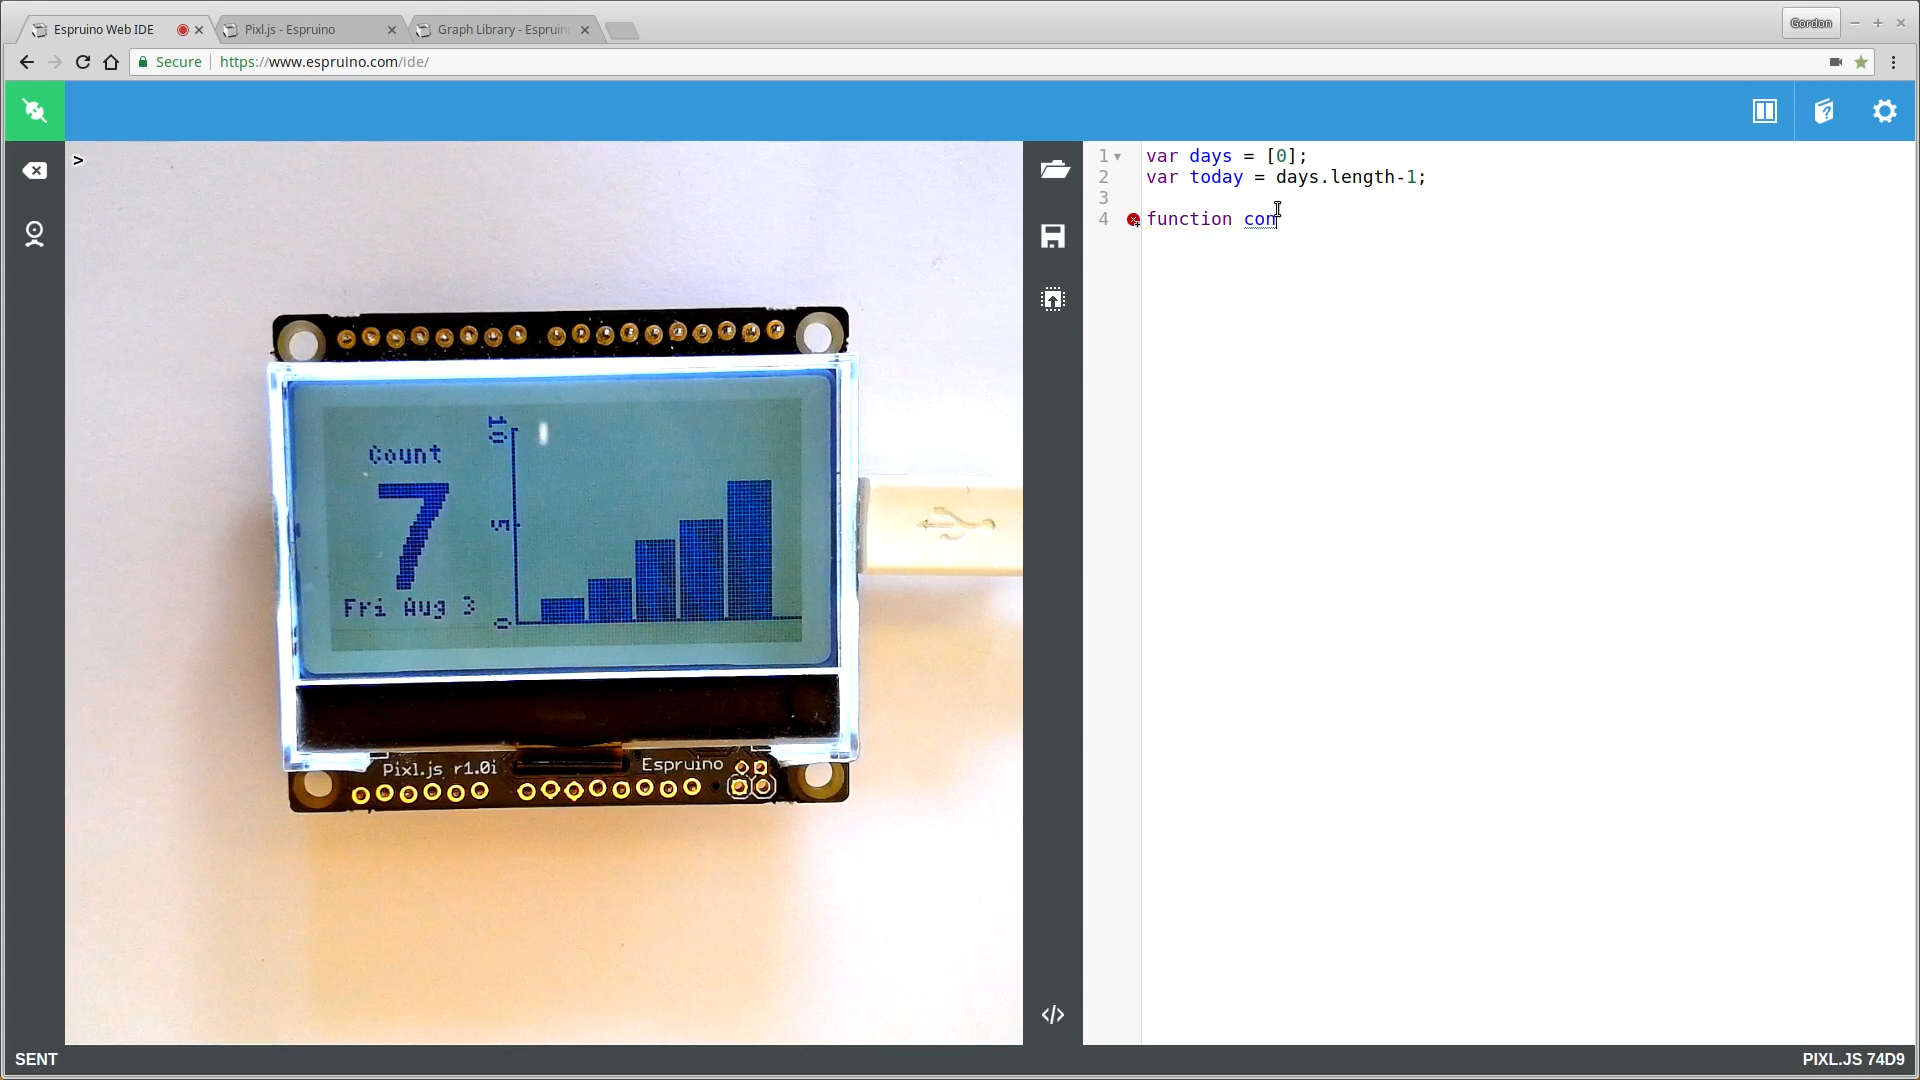 Espruino Web IDE
Pixl.js - Espruino
Graph Library - Espruin
Gordon
Secure
https://www.espruino.com/ide/
>
1 var days = [0];
2 var today = days.length-1;
3
4 function con
Count
7
Fri Aug 3
10
5
0
Pixl.js r1.0i
Espruino
</>
SENT
PIXL.JS 74D9